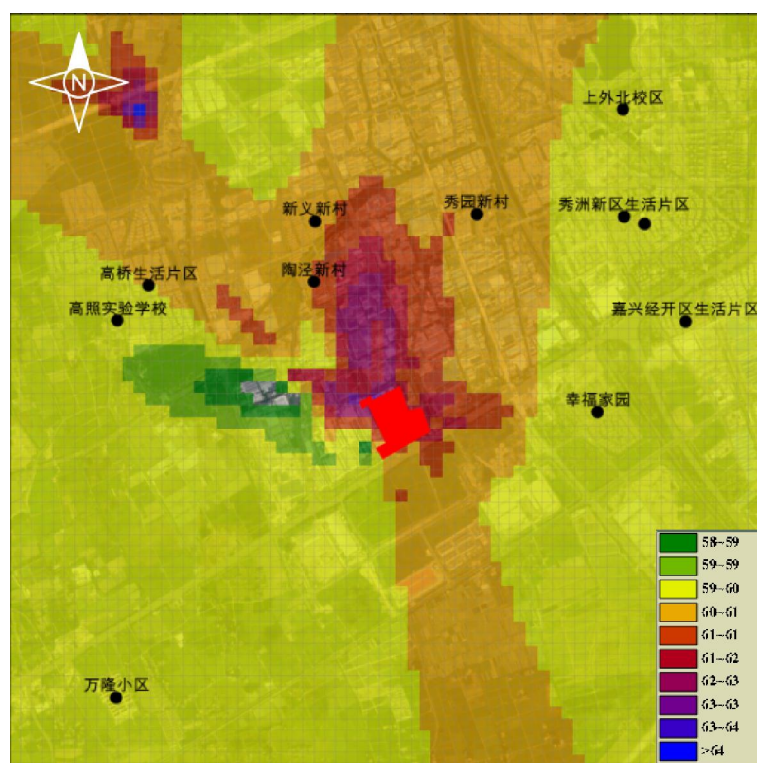 N
上外北校区
新义新村
秀园新村
秀洲新区生活片区
高桥生活片区
陶泾新村
高照实验学校
嘉兴经开区生活片区
幸福家园
万隆小区
58~59
59~59
59~60
60~61
61~61
61~62
62~63
63~63
63~64
>64